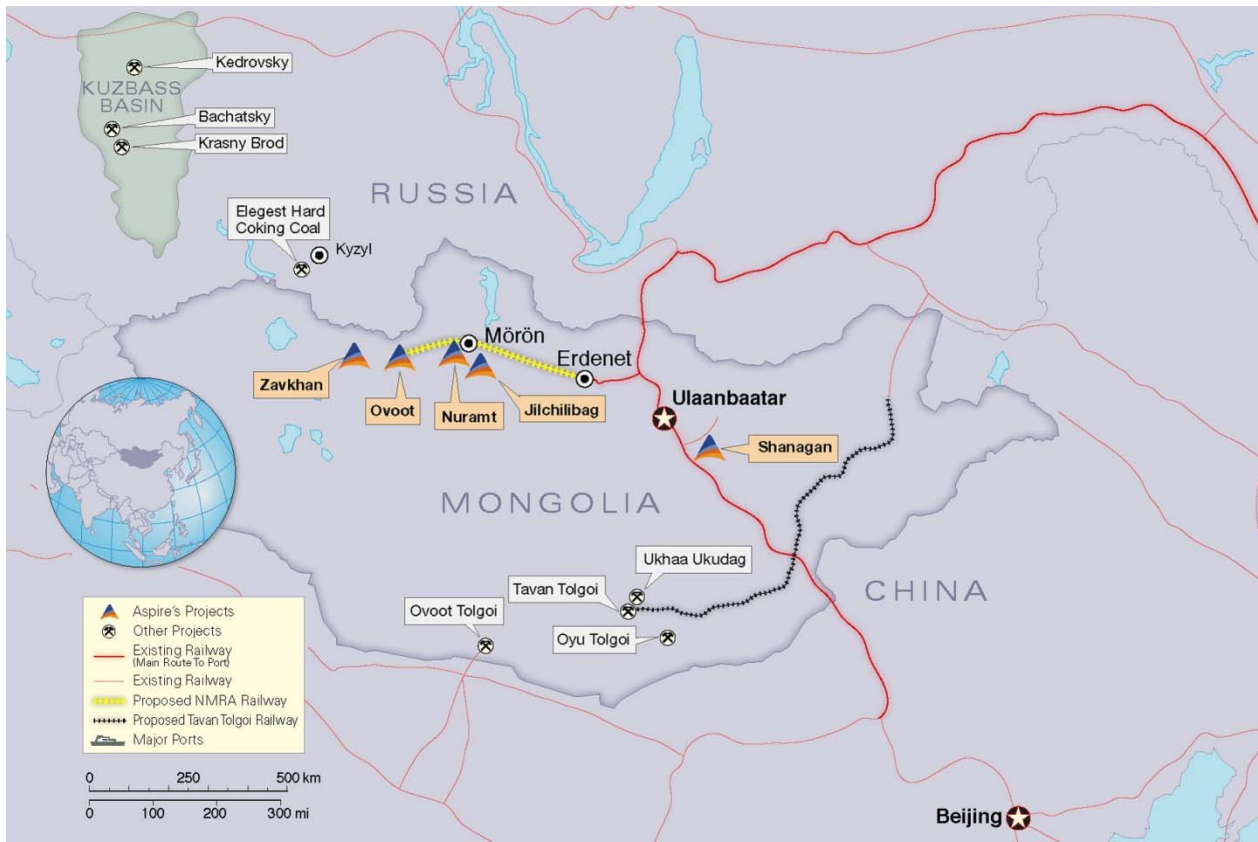 Kedrovsky
KUZBASS
BASIN
Bachatsky
Krasny Brod
RUSSIA
Elegest Hard
Coking Coal
Kyzyl
Mörön
Erdenet
Zavkhan
Ovoot
Nuramt
Jilchilibag
Ulaanbaatar
Shanagan
MONGOLIA
Ukhaa Ukudag
Tavan Tolgoi
Ovoot Tolgoi
Oyu Tolgoi
CHINA
Aspire's Projects
Other Projects
Existing Railway
(Main Route To Port)
Existing Railway
Proposed NMRA Railway
Proposed Tavan Tolgoi Railway
Major Ports
0 250 500 km
0 100 200 300 mi
Beijing